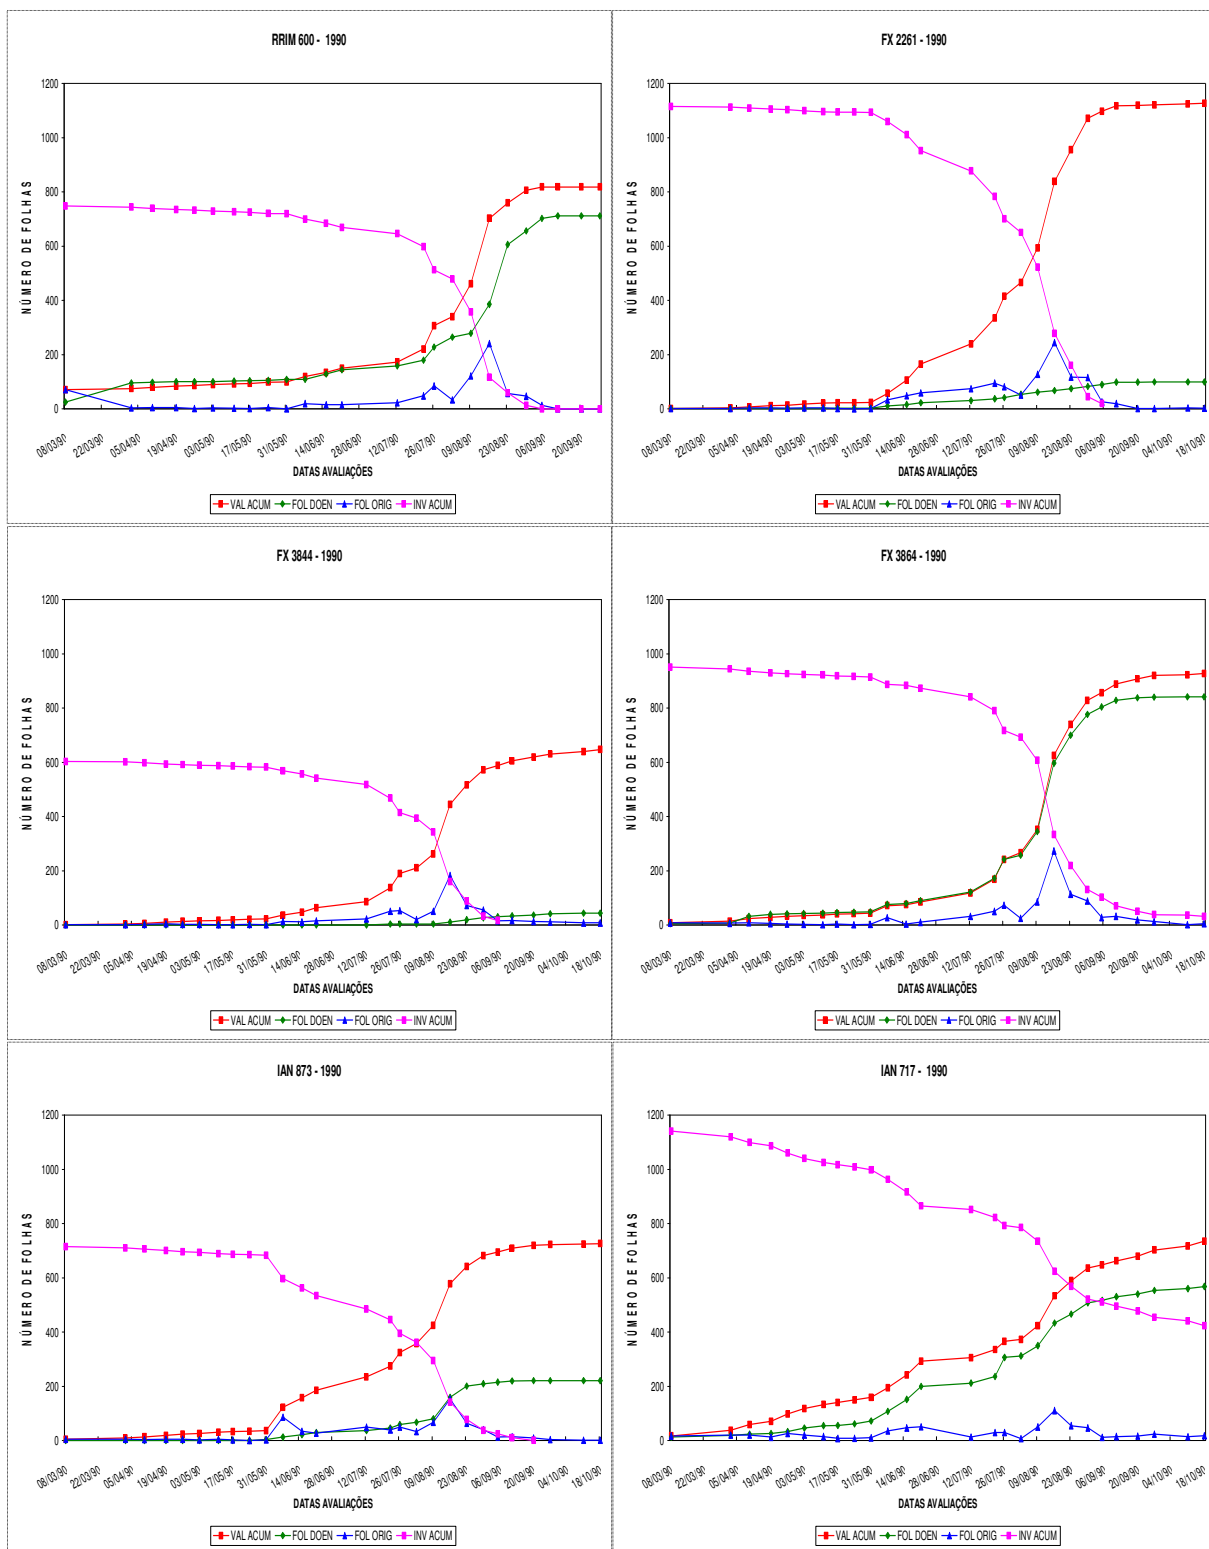 RRIM 600 - 1990
1200
1000
800
600
400
200
0
NÚMERO DE FOLHAS
08/03/90 22/03/90 05/04/90 19/04/90 03/05/90 17/05/90 31/05/90 14/06/90 28/06/90 12/07/90 26/07/90 09/08/90 23/08/90 06/09/90 20/09/90
DATAS AVALIAÇÕES
VAL ACUM FOL DOEN FOL ORIG INV ACUM
FX 2261 - 1990
1200
1000
800
600
400
200
0
NÚMERO DE FOLHAS
08/03/90 22/03/90 05/04/90 19/04/90 03/05/90 17/05/90 31/05/90 14/06/90 28/06/90 12/07/90 26/07/90 09/08/90 23/08/90 06/09/90 20/09/90 04/10/90 18/10/90
DATAS AVALIAÇÕES
VAL ACUM FOL DOEN FOL ORIG INV ACUM
FX 3844 - 1990
1200
1000
800
600
400
200
0
NÚMERO DE FOLHAS
08/03/90 22/03/90 05/04/90 19/04/90 03/05/90 17/05/90 31/05/90 14/06/90 28/06/90 12/07/90 26/07/90 09/08/90 23/08/90 06/09/90 20/09/90 04/10/90 18/10/90
DATAS AVALIAÇÕES
VAL ACUM FOL DOEN FOL ORIG INV ACUM
FX 3864 - 1990
1200
1000
800
600
400
200
0
NÚMERO DE FOLHAS
08/03/90 22/03/90 05/04/90 19/04/90 03/05/90 17/05/90 31/05/90 14/06/90 28/06/90 12/07/90 26/07/90 09/08/90 23/08/90 06/09/90 20/09/90 04/10/90 18/10/90
DATAS AVALIAÇÕES
VAL ACUM FOL DOEN FOL ORIG INV ACUM
IAN 873 - 1990
1200
1000
800
600
400
200
0
NÚMERO DE FOLHAS
08/03/90 22/03/90 05/04/90 19/04/90 03/05/90 17/05/90 31/05/90 14/06/90 28/06/90 12/07/90 26/07/90 09/08/90 23/08/90 06/09/90 20/09/90 04/10/90 18/10/90
DATAS AVALIAÇÕES
VAL ACUM FOL DOEN FOL ORIG INV ACUM
IAN 717 - 1990
1200
1000
800
600
400
200
0
NÚMERO DE FOLHAS
08/03/90 22/03/90 05/04/90 19/04/90 03/05/90 17/05/90 31/05/90 14/06/90 28/06/90 12/07/90 26/07/90 09/08/90 23/08/90 06/09/90 20/09/90 04/10/90 18/10/90
DATAS AVALIAÇÕES
VAL ACUM FOL DOEN FOL ORIG INV ACUM